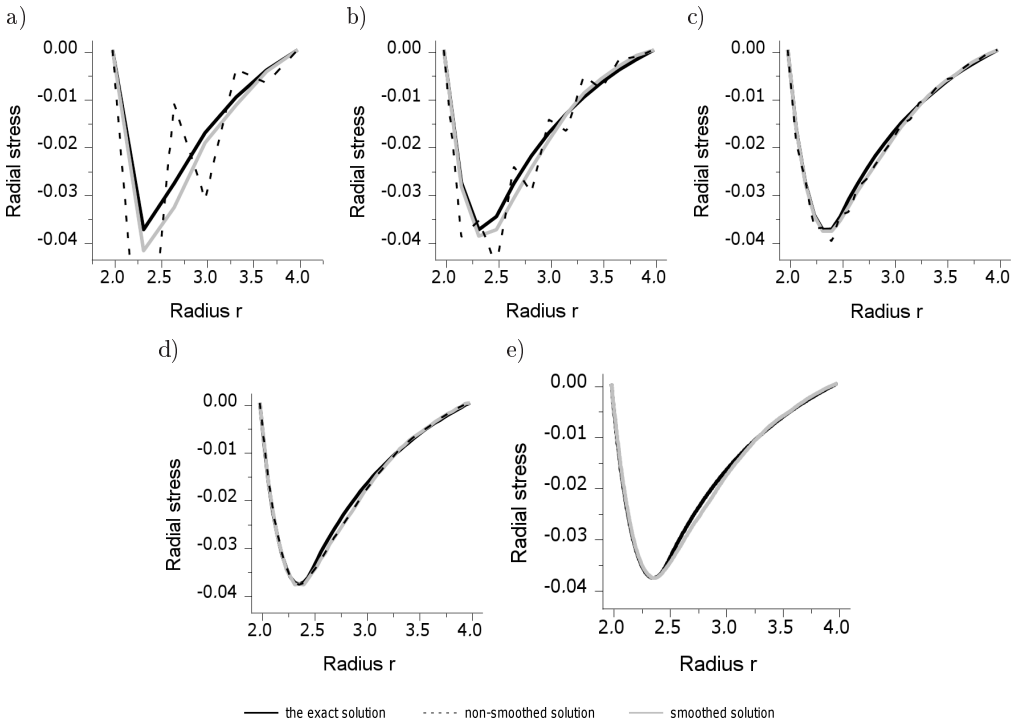 a)
0.00
-0.01
-0.02
-0.03
-0.04
Radial stress
2.0 2.5 3.0 3.5 4.0
Radius r
b)
0.00
-0.01
-0.02
-0.03
-0.04
Radial stress
2.0 2.5 3.0 3.5 4.0
Radius r
c)
0.00
-0.01
-0.02
-0.03
-0.04
Radial stress
2.0 2.5 3.0 3.5 4.0
Radius r
d)
0.00
-0.01
-0.02
-0.03
-0.04
Radial stress
2.0 2.5 3.0 3.5 4.0
Radius r
e)
0.00
-0.01
-0.02
-0.03
-0.04
Radial stress
2.0 2.5 3.0 3.5 4.0
Radius r
the exact solution non-smoothed solution smoothed solution